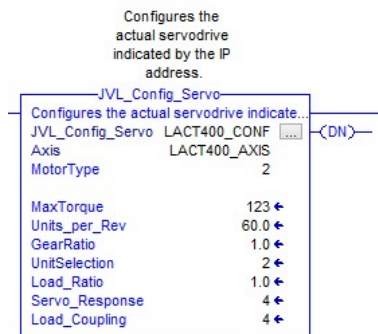 Configures the
actual servodrive
indicated by the IP
address.
JVL_Config_Servo
Configures the actual servodrive indicate...
JVL_Config_Servo LACT400_CONF ... (DN)
Axis LACT400_AXIS
MotorType 2
MaxTorque 123
Units_per_Rev 60.0
GearRatio 1.0
UnitSelection 2
Load_Ratio 1.0
Servo_Response 4
Load_Coupling 4